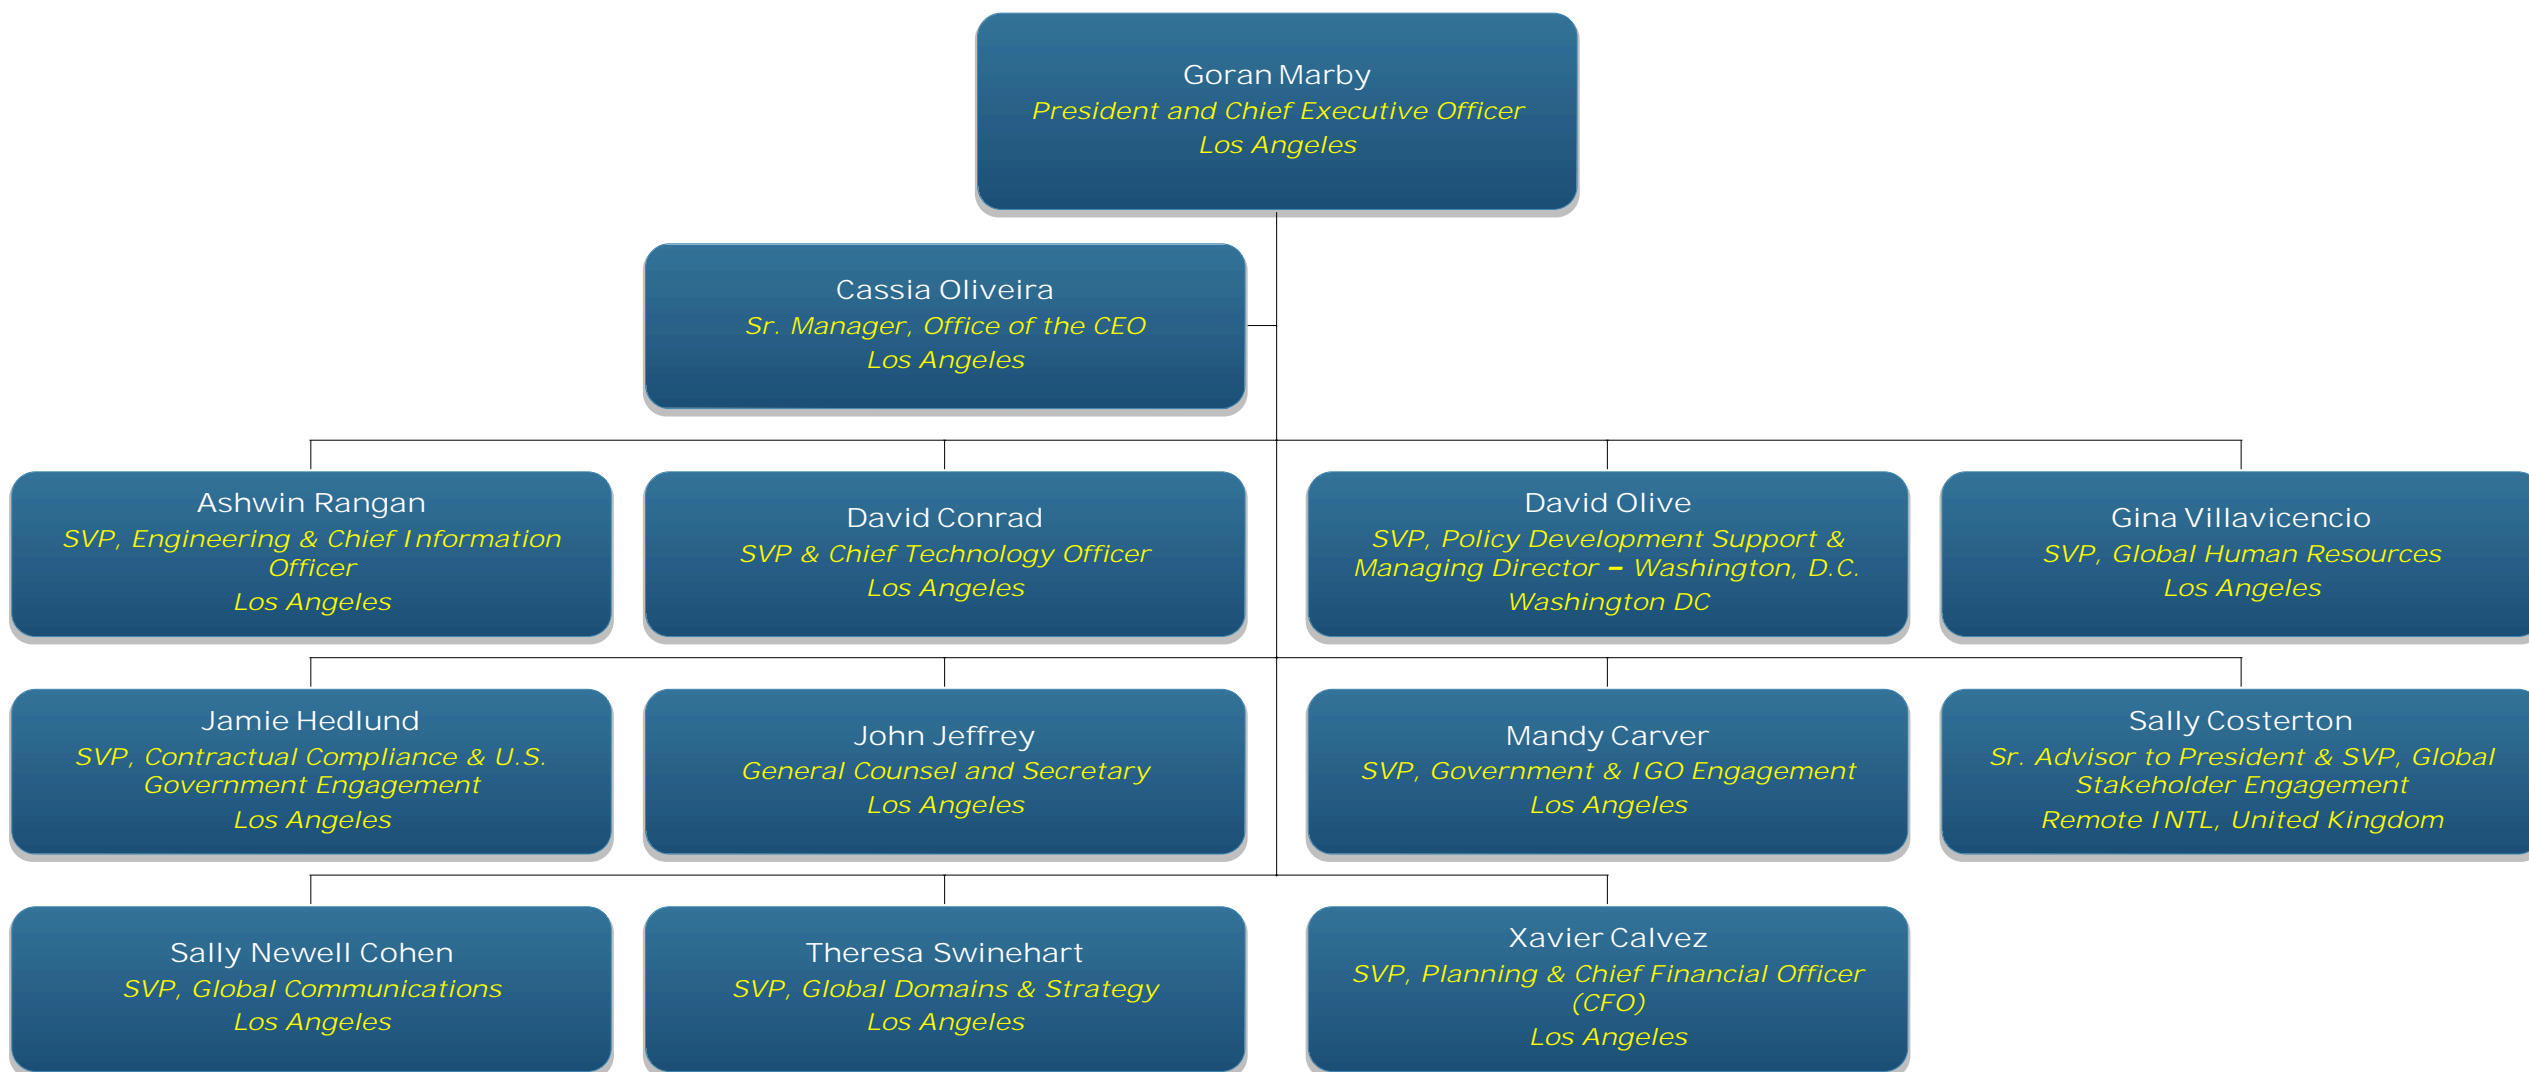 Goran Marby
President and Chief Executive Officer
Los Angeles
Cassia Oliveira
Sr. Manager, Office of the CEO
Los Angeles
Ashwin Rangan
SVP, Engineering & Chief Information
Officer
Los Angeles
David Conrad
SVP & Chief Technology Officer
Los Angeles
David Olive
SVP, Policy Development Support &
Managing Director – Washington, D.C.
Washington DC
Gina Villavicencio
SVP, Global Human Resources
Los Angeles
Jamie Hedlund
SVP, Contractual Compliance & U.S.
Government Engagement
Los Angeles
John Jeffrey
General Counsel and Secretary
Los Angeles
Mandy Carver
SVP, Government & IGO Engagement
Los Angeles
Sally Costerton
Sr. Advisor to President & SVP, Global
Stakeholder Engagement
Remote INTL, United Kingdom
Sally Newell Cohen
SVP, Global Communications
Los Angeles
Theresa Swinehart
SVP, Global Domains & Strategy
Los Angeles
Xavier Calvez
SVP, Planning & Chief Financial Officer
(CFO)
Los Angeles